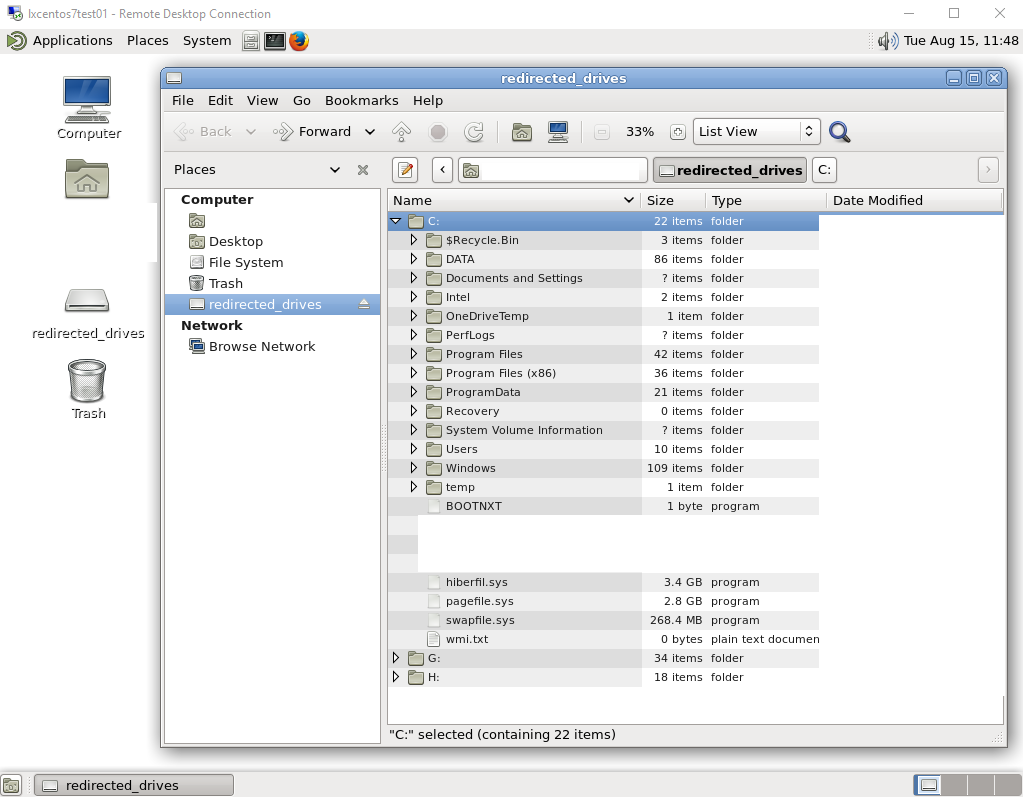 lxcentos7test01 - Remote Desktop Connection
Applications Places System Tue Aug 15, 11:48
Computer
redirected_drives
Trash
redirected_drives
File Edit View Go Bookmarks Help
Back Forward 33% List View
Places redirected_drives C:
Computer
Desktop
File System
Trash
redirected_drives
Network
Browse Network
Name Size Type Date Modified
C: 22 items folder
$Recycle.Bin 3 items folder
DATA 86 items folder
Documents and Settings ? items folder
Intel 2 items folder
OneDriveTemp 1 item folder
PerfLogs ? items folder
Program Files 42 items folder
Program Files (x86) 36 items folder
ProgramData 21 items folder
Recovery 0 items folder
System Volume Information ? items folder
Users 10 items folder
Windows 109 items folder
temp 1 item folder
BOOTNXT 1 byte program
hiberfil.sys 3.4 GB program
pagefile.sys 2.8 GB program
swapfile.sys 268.4 MB program
wmi.txt 0 bytes plain text documen
G: 34 items folder
H: 18 items folder
"C:" selected (containing 22 items)
redirected_drives